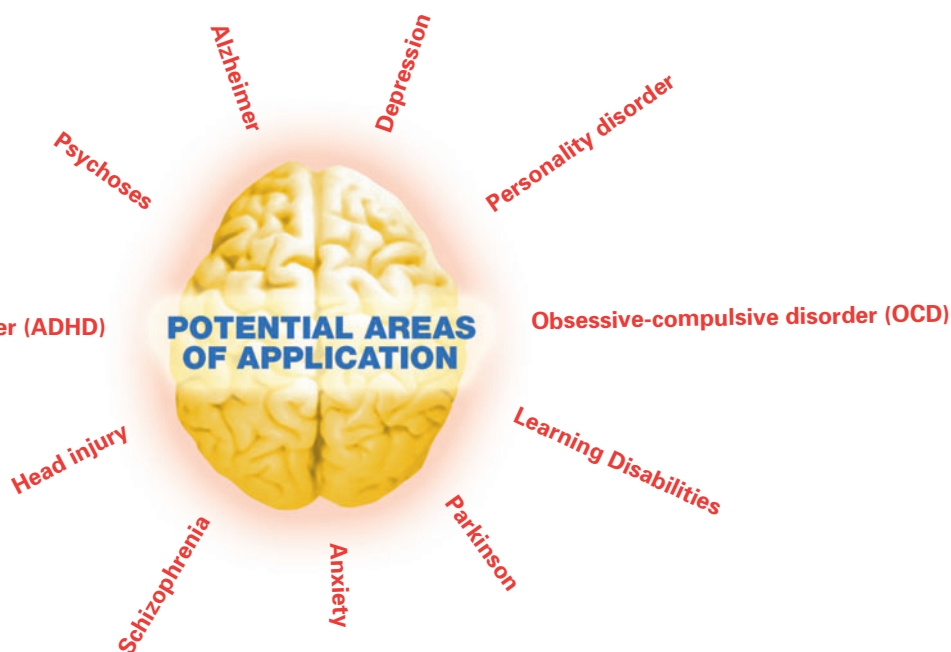 Alzheimer
Depression
Personality disorder
Psychoses
(ADHD)
POTENTIAL AREAS
OF APPLICATION
Obsessive-compulsive disorder (OCD)
Head injury
Learning Disabilities
Schizophrenia
Anxiety
Parkinson